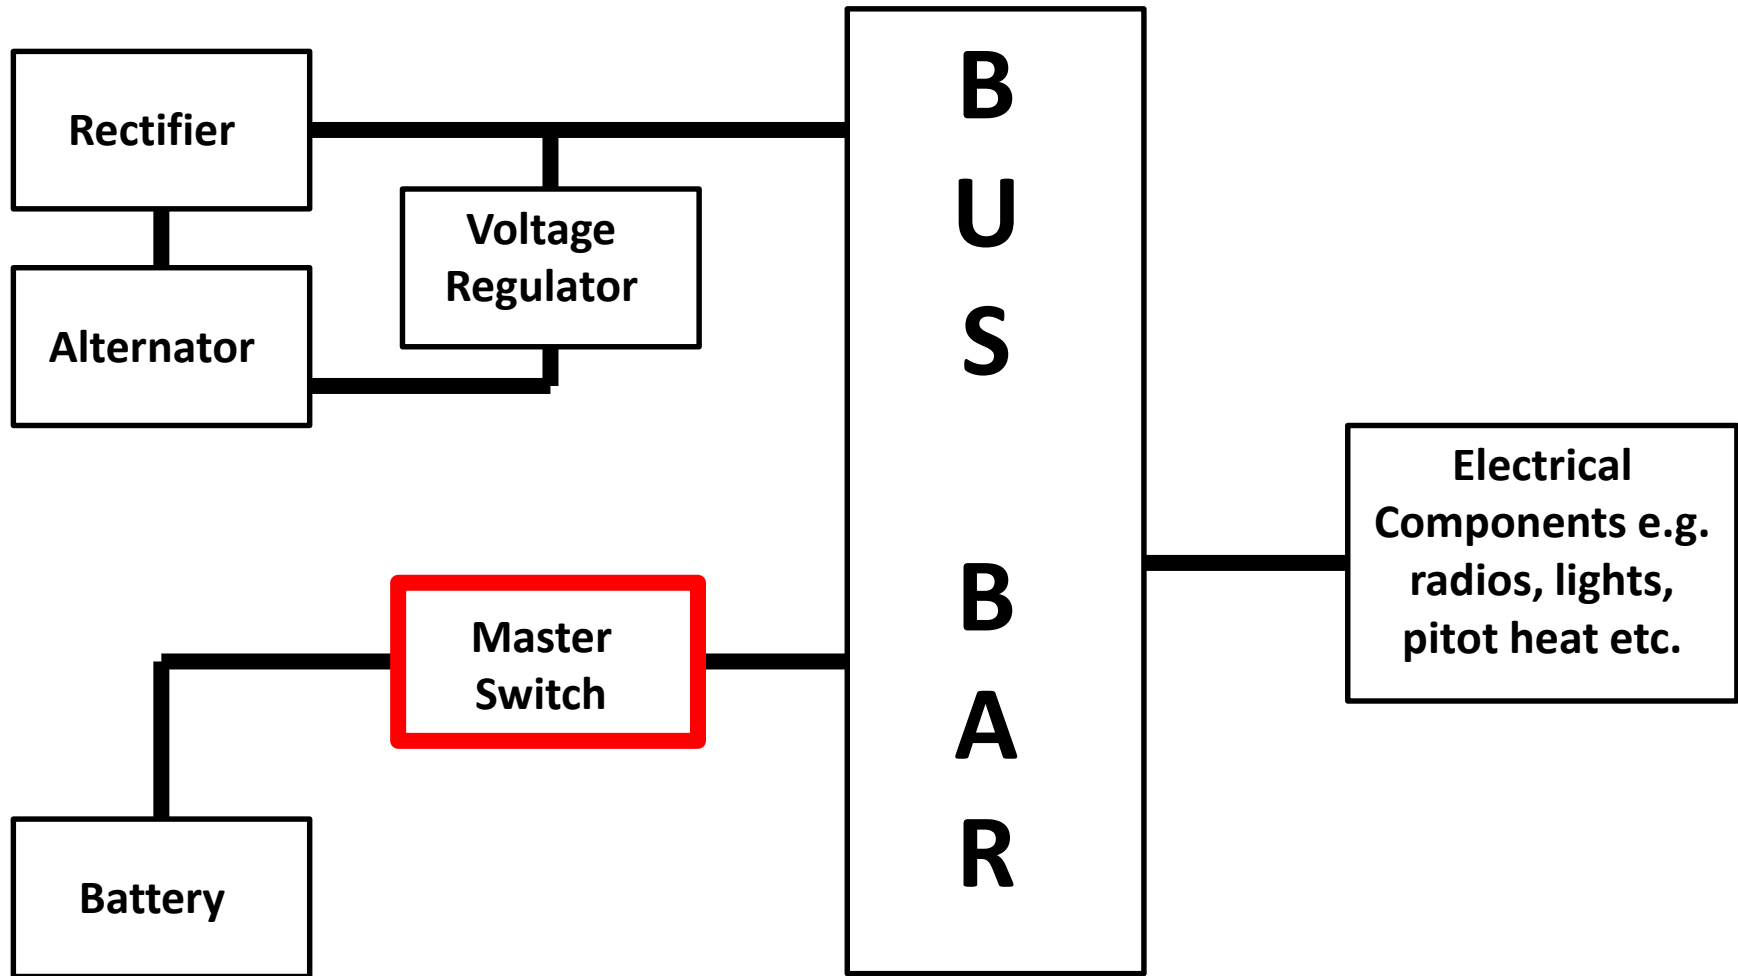 Rectifier
Voltage
Regulator
Alternator
Master
Switch
Battery
B
U
S
B
A
R
Electrical
Components e.g.
radios, lights,
pitot heat etc.